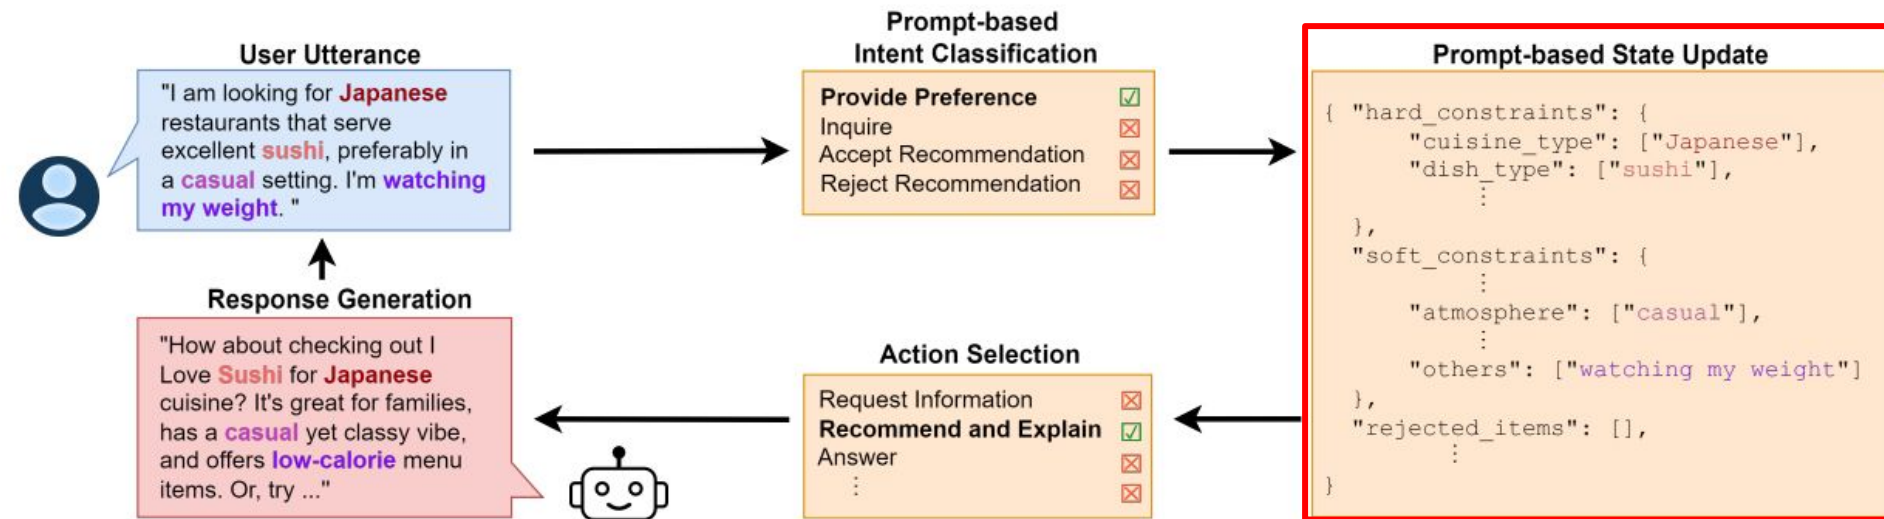 User Utterance
"I am looking for Japanese
restaurants that serve
excellent sushi, preferably in
a casual setting. I'm watching
my weight. "
Prompt-based
Intent Classification
Provide Preference ☑
Inquire ☒
Accept Recommendation ☒
Reject Recommendation ☒
Prompt-based State Update
{ "hard_constraints": {
"cuisine_type": ["Japanese"],
"dish_type": ["sushi"],
⋮
},
"soft_constraints": {
⋮
"atmosphere": ["casual"],
⋮
"others": ["watching my weight"]
},
"rejected_items": [],
⋮
}
Action Selection
Request Information ☒
Recommend and Explain ☑
Answer ☒
⋮ ☒
Response Generation
"How about checking out I
Love Sushi for Japanese
cuisine? It's great for families,
has a casual yet classy vibe,
and offers low-calorie menu
items. Or, try ..."